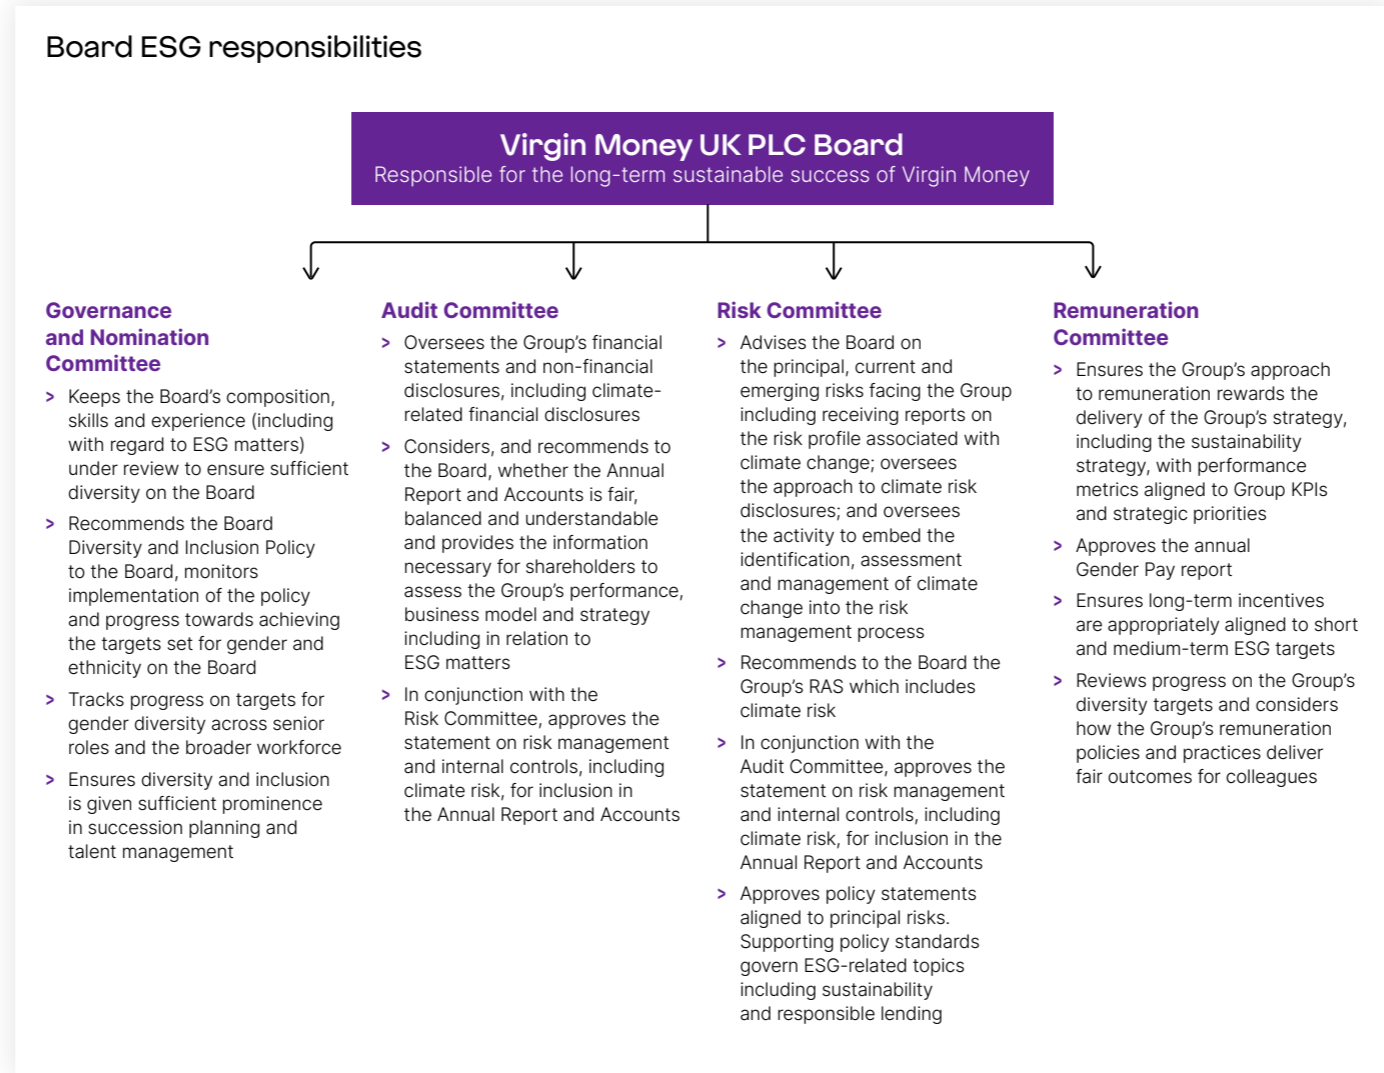 Board ESG responsibilities
Virgin Money UK PLC Board
Responsible for the long-term sustainable success of Virgin Money
Governance
and Nomination
Committee
> Keeps the Board’s composition,
skills and experience (including
with regard to ESG matters)
under review to ensure sufficient
diversity on the Board
> Recommends the Board
Diversity and Inclusion Policy
to the Board, monitors
implementation of the policy
and progress towards achieving
the targets set for gender and
ethnicity on the Board
> Tracks progress on targets for
gender diversity across senior
roles and the broader workforce
> Ensures diversity and inclusion
is given sufficient prominence
in succession planning and
talent management
Audit Committee
> Oversees the Group’s financial
statements and non-financial
disclosures, including climate-
related financial disclosures
> Considers, and recommends to
the Board, whether the Annual
Report and Accounts is fair,
balanced and understandable
and provides the information
necessary for shareholders to
assess the Group’s performance,
business model and strategy
including in relation to
ESG matters
> In conjunction with the
Risk Committee, approves the
statement on risk management
and internal controls, including
climate risk, for inclusion in
the Annual Report and Accounts
Risk Committee
> Advises the Board on
the principal, current and
emerging risks facing the Group
including receiving reports on
the risk profile associated with
climate change; oversees
the approach to climate risk
disclosures; and oversees
the activity to embed the
identification, assessment
and management of climate
change into the risk
management process
> Recommends to the Board the
Group’s RAS which includes
climate risk
> In conjunction with the
Audit Committee, approves the
statement on risk management
and internal controls, including
climate risk, for inclusion in the
Annual Report and Accounts
> Approves policy statements
aligned to principal risks.
Supporting policy standards
govern ESG-related topics
including sustainability
and responsible lending
Remuneration
Committee
> Ensures the Group’s approach
to remuneration rewards the
delivery of the Group’s strategy,
including the sustainability
strategy, with performance
metrics aligned to Group KPIs
and strategic priorities
> Approves the annual
Gender Pay report
> Ensures long-term incentives
are appropriately aligned to short
and medium-term ESG targets
> Reviews progress on the Group’s
diversity targets and considers
how the Group’s remuneration
policies and practices deliver
fair outcomes for colleagues